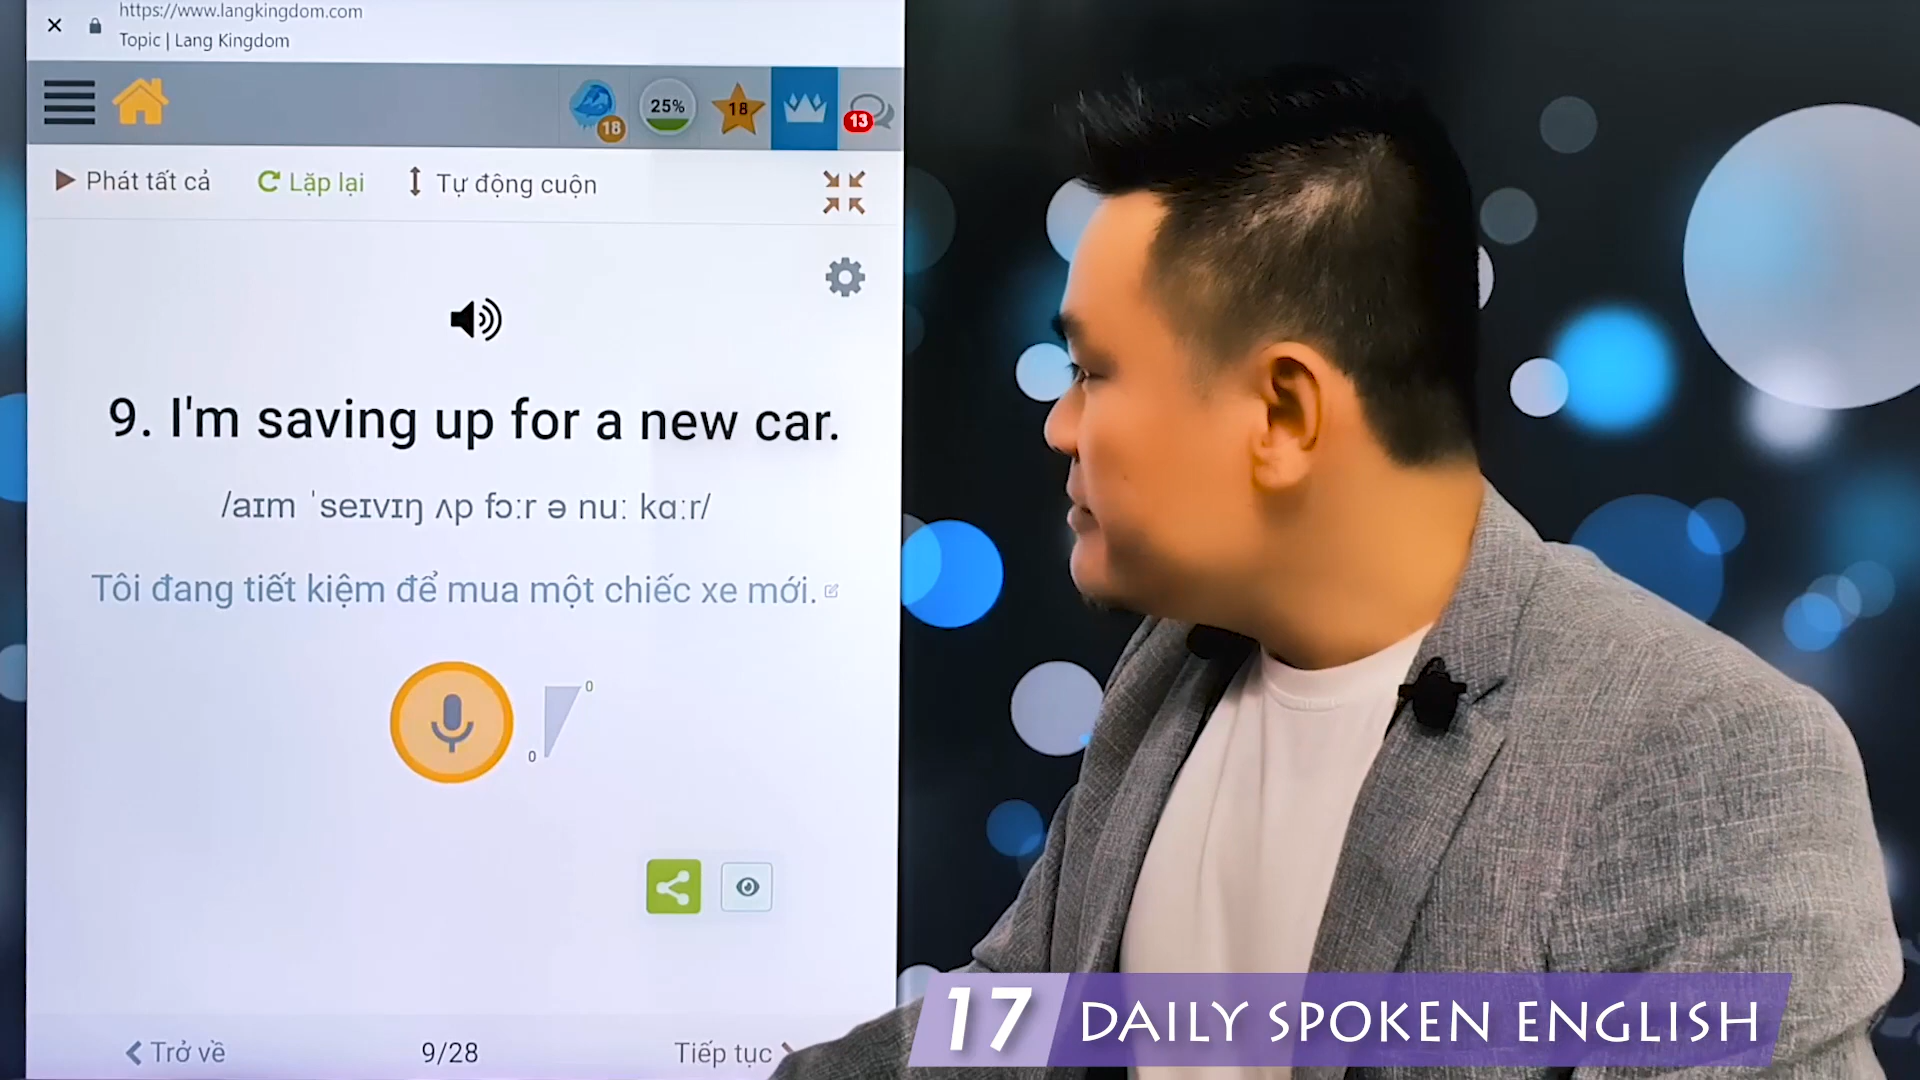 https://www.langkingdom.com
Topic | Lang Kingdom
18
25%
18
13
Phát tất cả
Lặp lại
Tự động cuộn
9. I'm saving up for a new car.
/aɪm ˈseɪvɪŋ ʌp fɔːr ə nuː kɑːr/
Tôi đang tiết kiệm để mua một chiếc xe mới.
0
0
Trở về
9/28
Tiếp tục
17 DAILY SPOKEN ENGLISH